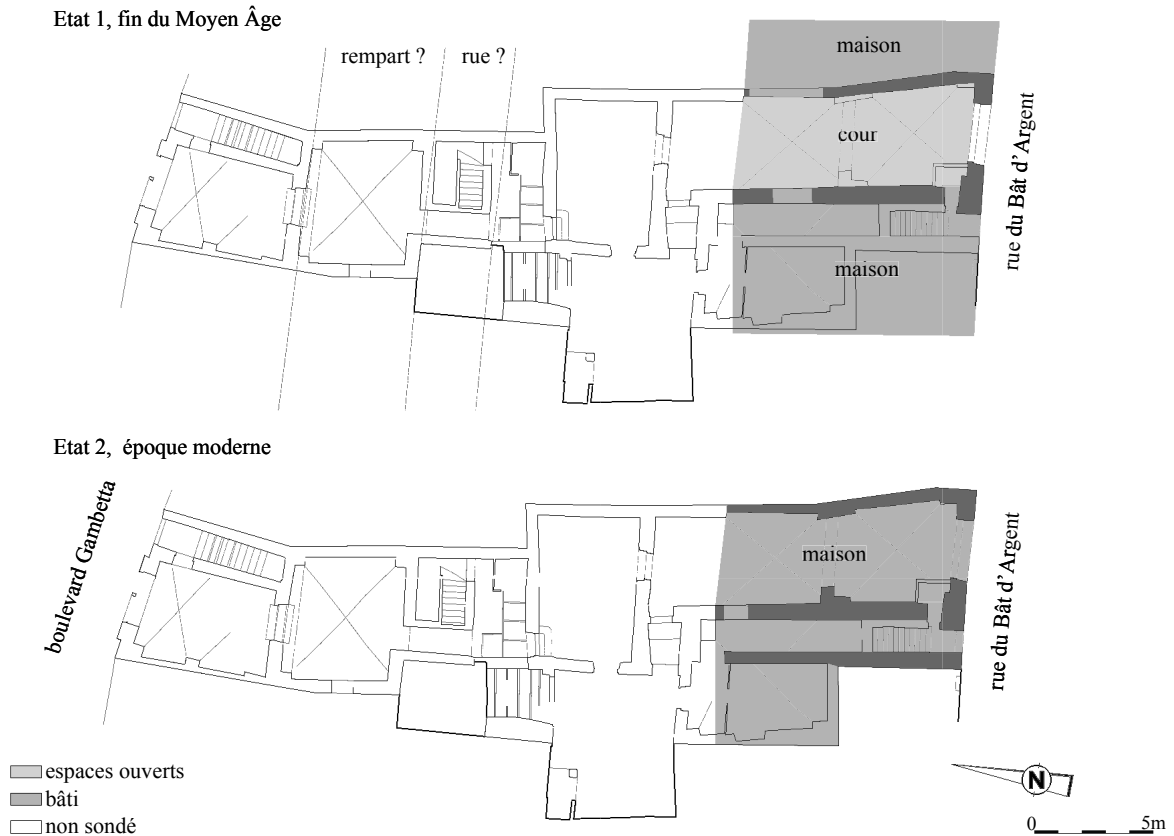 Etat 1, fin du Moyen Âge
maison
rempart ?
rue ?
cour
rue du Bât d'Argent
maison
Etat 2, époque moderne
boulevard Gambetta
maison
rue du Bât d'Argent
espaces ouverts
bâti
non sondé
N
0
5m